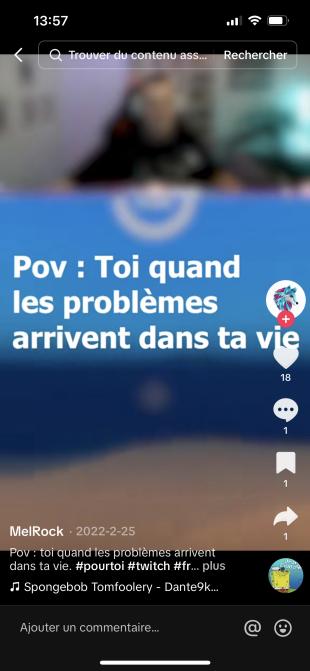 13:57
Trouver du contenu ass... Rechercher
Pov : Toi quand
les problèmes
arrivent dans ta vie
18
1
1
1
MelRock · 2022-2-25
Pov : toi quand les problèmes arrivent
dans ta vie. #pourtoi #twitch #fr... plus
Spongebob Tomfoolery - Dante9k...
Ajouter un commentaire...